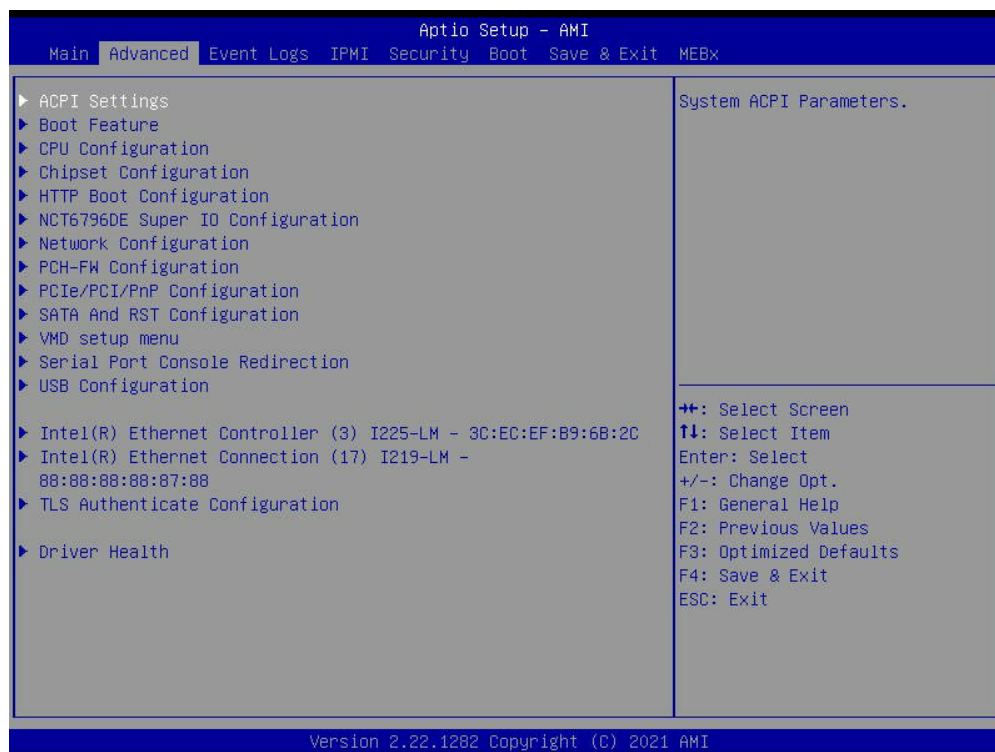 Aptio Setup - AMI
Main Advanced Event Logs IPMI Security Boot Save & Exit MEBx
ACPI Settings
Boot Feature
CPU Configuration
Chipset Configuration
HTTP Boot Configuration
NCT6796DE Super IO Configuration
Network Configuration
PCH-FW Configuration
PCIe/PCI/PnP Configuration
SATA And RST Configuration
VMD setup menu
Serial Port Console Redirection
USB Configuration
Intel(R) Ethernet Controller (3) I225-LM - 3C:EC:EF:B9:6B:2C
Intel(R) Ethernet Connection (17) I219-LM -
88:88:88:88:87:88
TLS Authenticate Configuration
Driver Health
System ACPI Parameters.
→←: Select Screen
↑↓: Select Item
Enter: Select
+/-: Change Opt.
F1: General Help
F2: Previous Values
F3: Optimized Defaults
F4: Save & Exit
ESC: Exit
Version 2.22.1282 Copyright (C) 2021 AMI